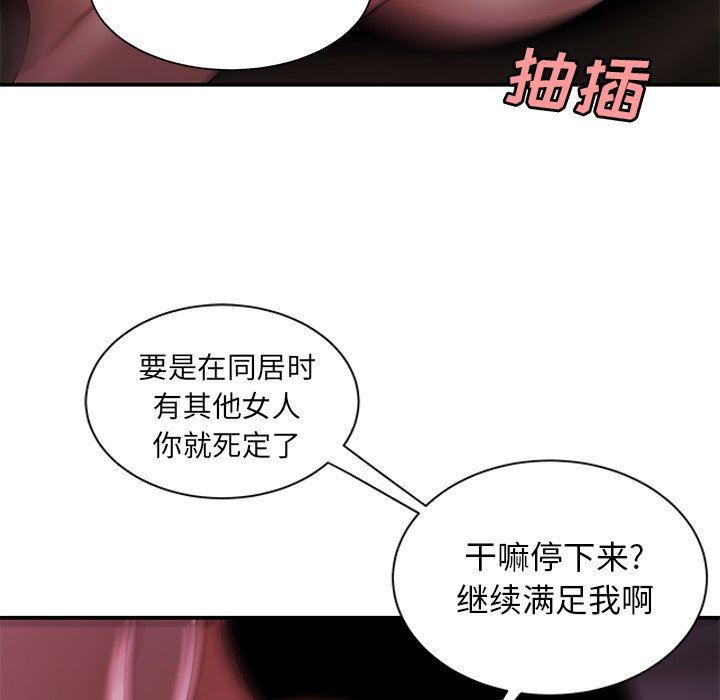 抽插
要是在同居时
有其他女人
你就死定了
干嘛停下来?
继续满足我啊